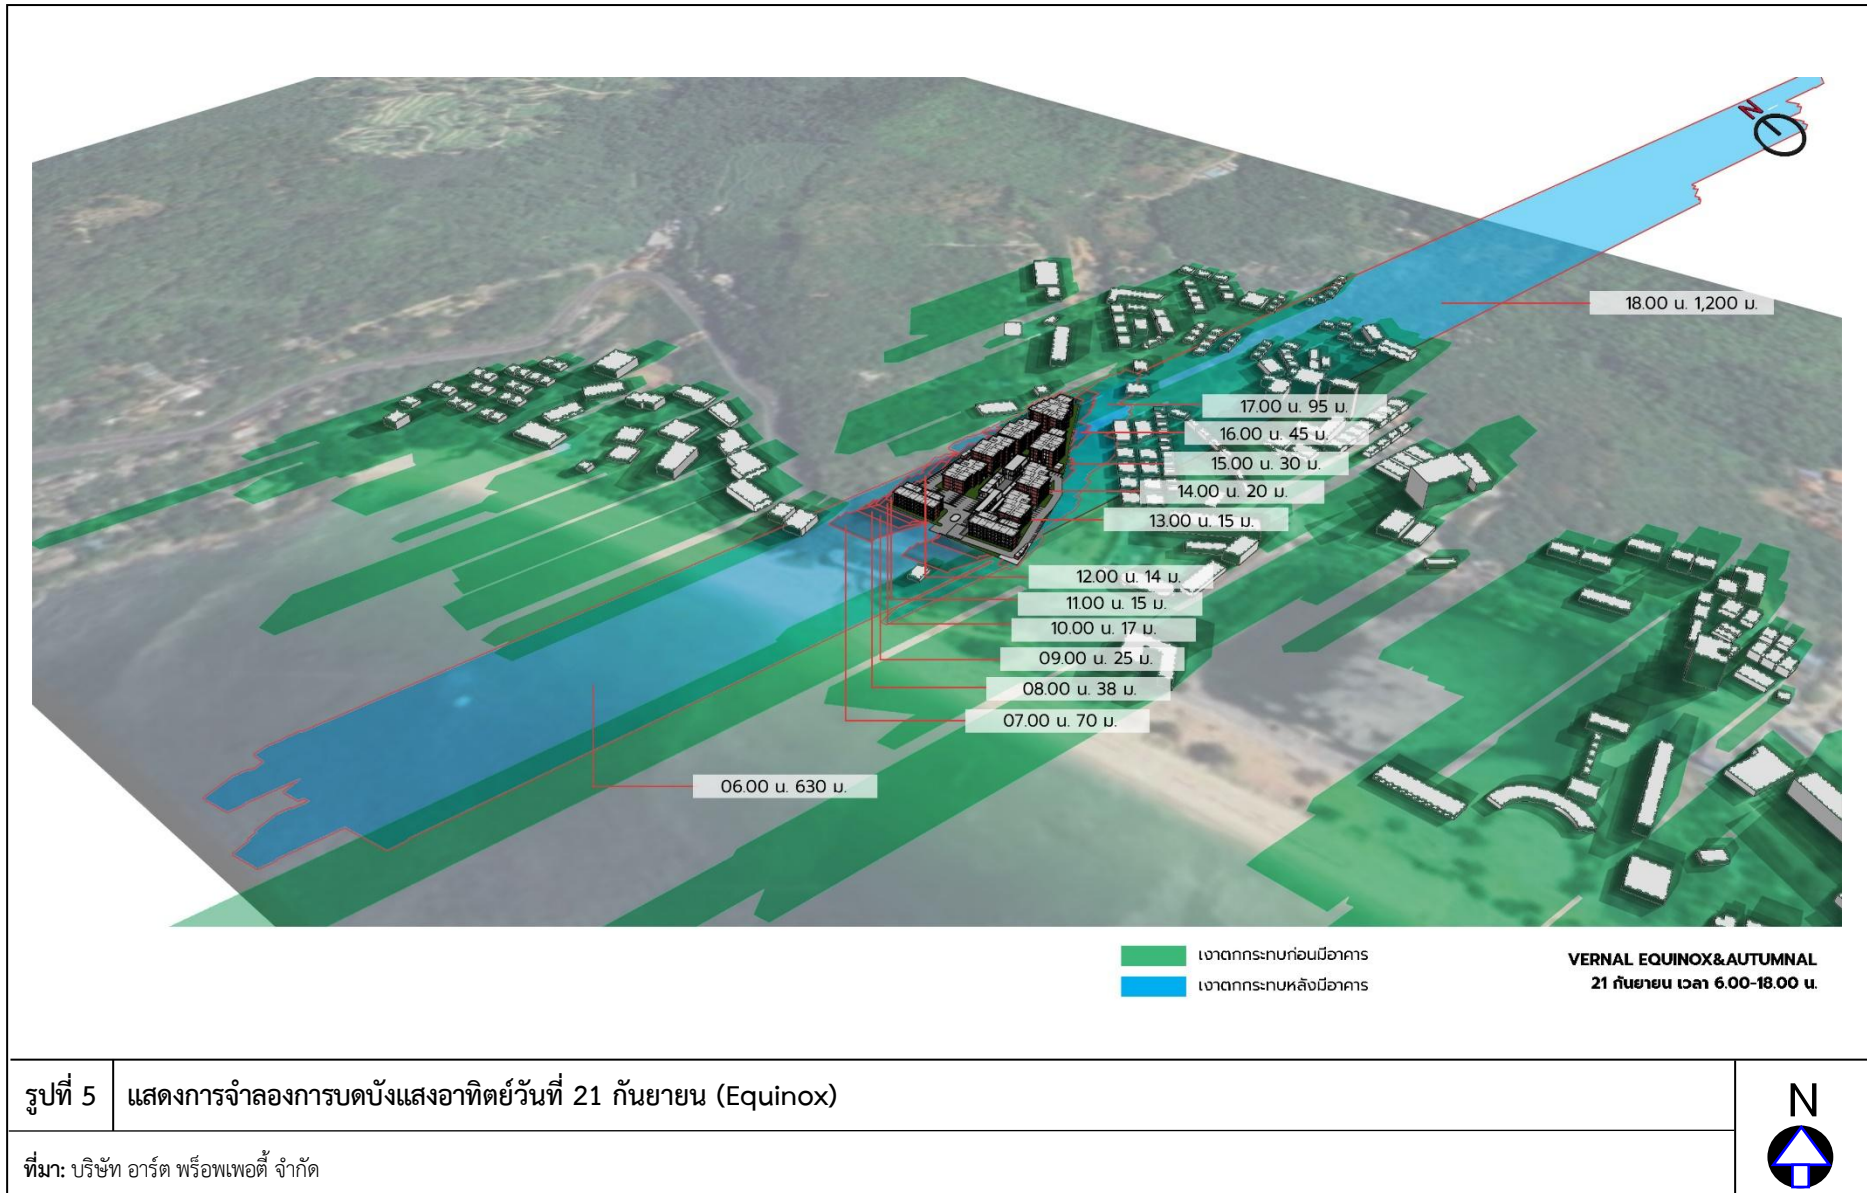 N
18.00 น. 1,200 ม.
17.00 น. 95 ม.
16.00 น. 45 ม.
15.00 น. 30 ม.
14.00 น. 20 ม.
13.00 น. 15 ม.
12.00 น. 14 ม.
11.00 น. 15 ม.
10.00 น. 17 ม.
09.00 น. 25 ม.
08.00 น. 38 ม.
07.00 น. 70 ม.
06.00 น. 630 ม.
เงาตกกระทบก่อนมีอาคาร
เงาตกกระทบหลังมีอาคาร
VERNAL EQUINOX&AUTUMNAL
21 กันยายน เวลา 6.00-18.00 น.
รูปที่ 5 แสดงการจำลองการบดบังแสงอาทิตย์วันที่ 21 กันยายน (Equinox)
ที่มา: บริษัท อาร์ต พร็อพเพอตี้ จำกัด
N